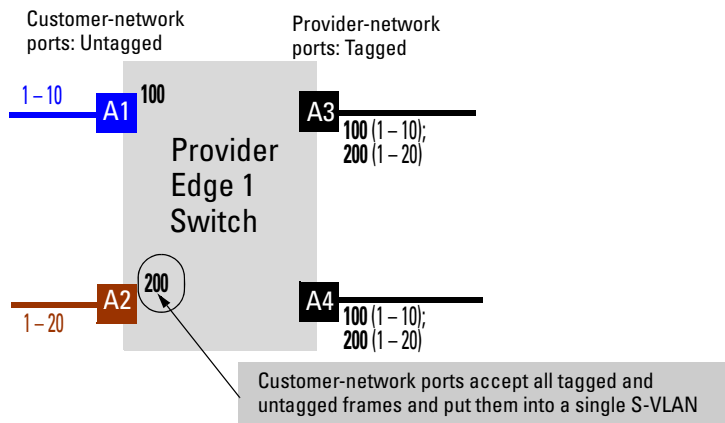 Customer-network
ports: Untagged
Provider-network
ports: Tagged
1 – 10
A1
100
A3
100 (1 – 10);
200 (1 – 20)
Provider
Edge 1
Switch
A2
200
1 – 20
A4
100 (1 – 10);
200 (1 – 20)
Customer-network ports accept all tagged and
untagged frames and put them into a single S-VLAN